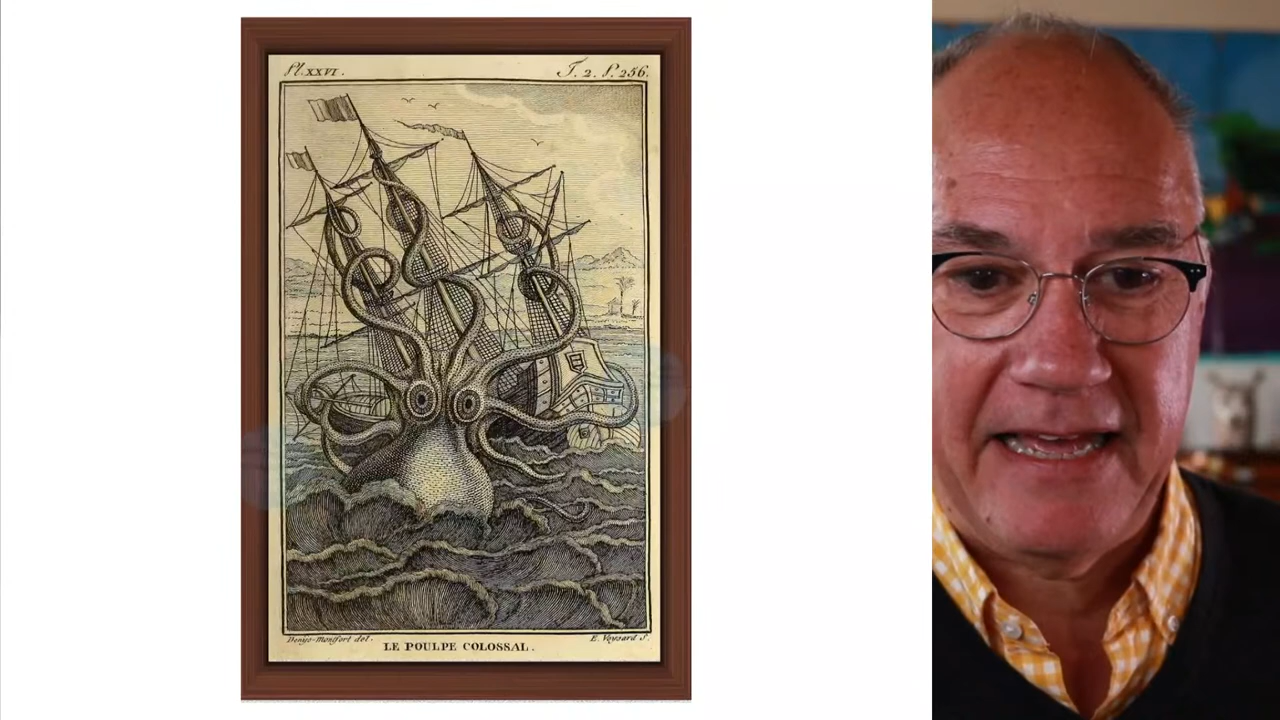 Pl. XXVI.
T. 2. P. 256.
Denys-Montfort del.
E. Voysard S.
LE POULPE COLOSSAL.